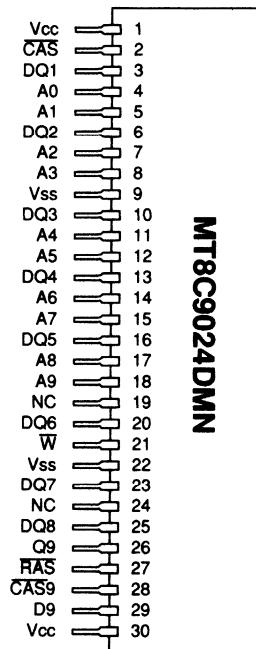 Vcc 1
C̅A̅S̅ 2
DQ1 3
A0 4
A1 5
DQ2 6
A2 7
A3 8
Vss 9
DQ3 10
A4 11
A5 12
DQ4 13
A6 14
A7 15
DQ5 16
A8 17
A9 18
NC 19
DQ6 20
W̅ 21
Vss 22
DQ7 23
NC 24
DQ8 25
Q9 26
R̅A̅S̅ 27
C̅A̅S̅9̅ 28
D9 29
Vcc 30
MT8C9024DMN